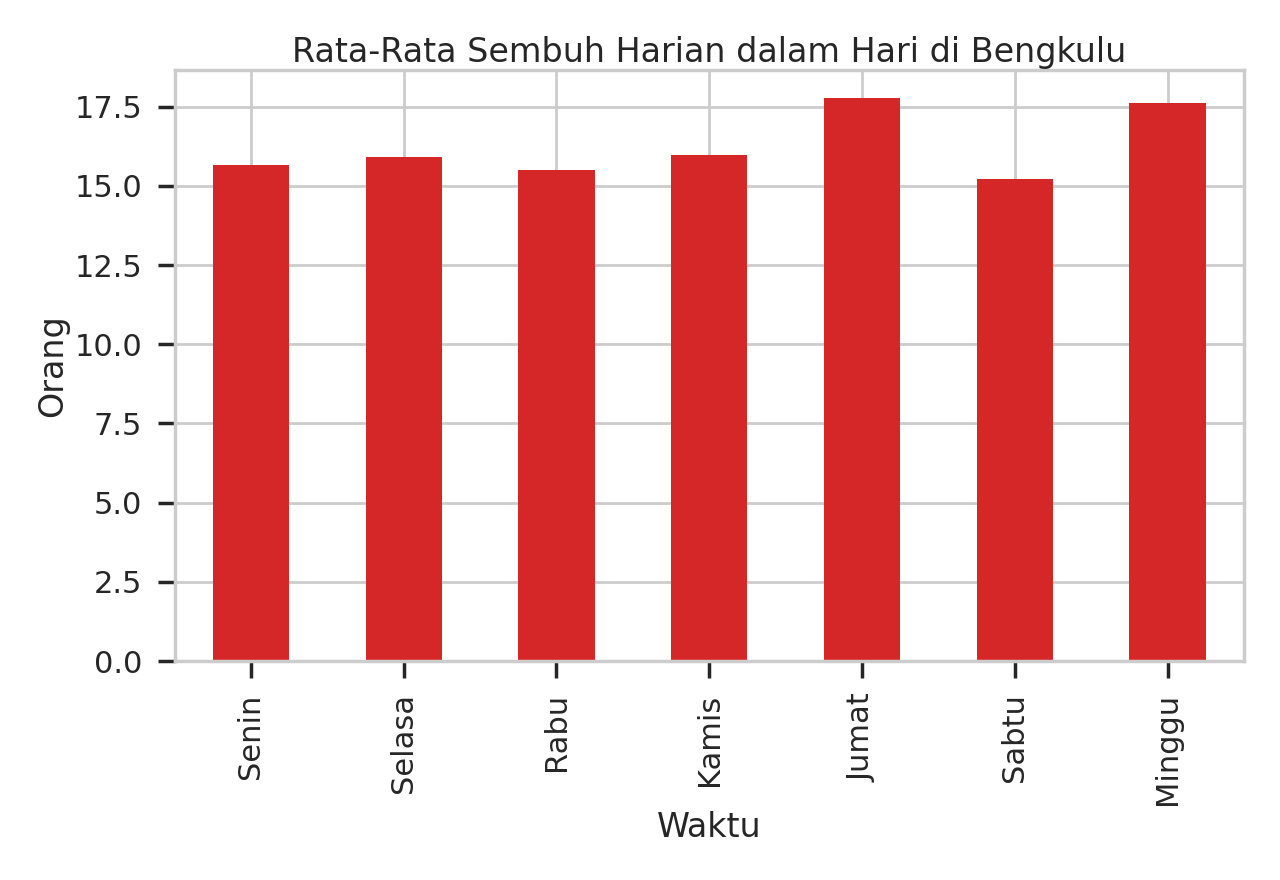 Rata-Rata Sembuh Harian dalam Hari di Bengkulu
17.5
15.0
12.5
10.0
7.5
5.0
2.5
0.0
Orang
Senin
Selasa
Rabu
Kamis
Jumat
Sabtu
Minggu
Waktu